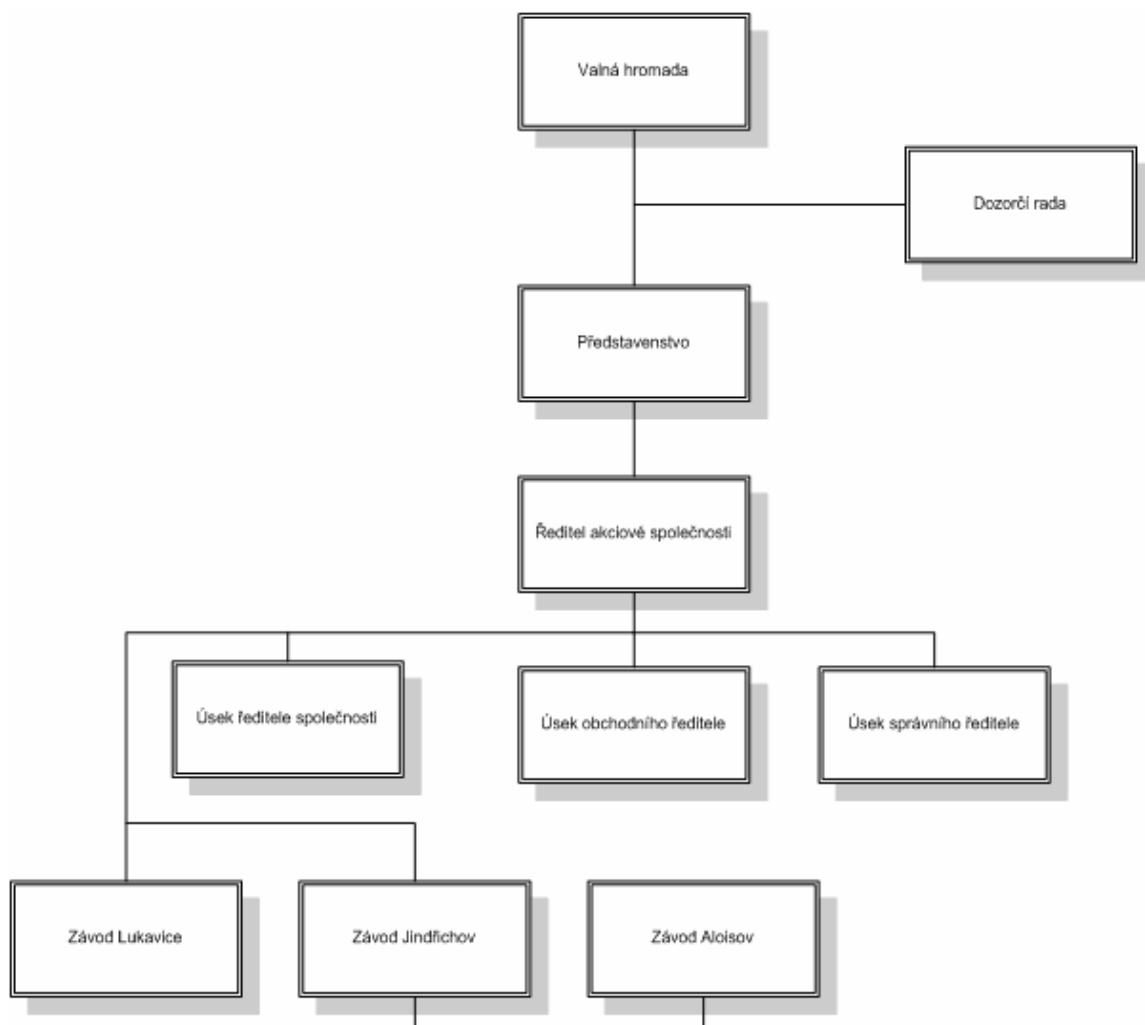 Valná hromada
Dozorčí rada
Představenstvo
Ředitel akciové společnosti
Úsek ředitele společnosti
Úsek obchodního ředitele
Úsek správního ředitele
Závod Lukavice
Závod Jindřichov
Závod Aloisov